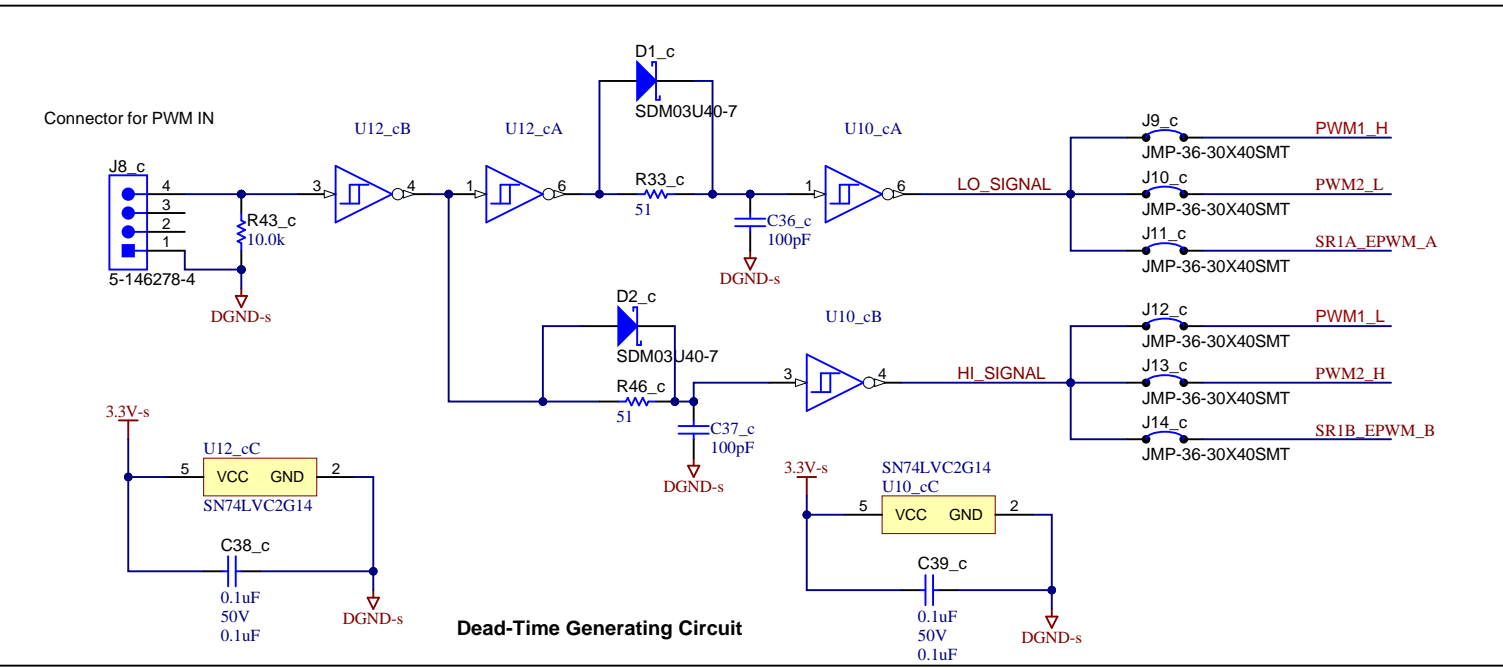 Connector for PWM IN
J8_c
4
3
2
1
5-146278-4
R43_c
10.0k
DGND-s
U12_cB
3
4
U12_cA
1
6
D1_c
SDM03U40-7
R33_c
51
C36_c
100pF
DGND-s
U10_cA
1
6
LO_SIGNAL
J9_c
PWM1_H
JMP-36-30X40SMT
J10_c
PWM2_L
JMP-36-30X40SMT
J11_c
SR1A_EPWM_A
JMP-36-30X40SMT
D2_c
SDM03U40-7
R46_c
51
C37_c
100pF
DGND-s
U10_cB
3
4
HI_SIGNAL
J12_c
PWM1_L
JMP-36-30X40SMT
J13_c
PWM2_H
JMP-36-30X40SMT
J14_c
SR1B_EPWM_B
JMP-36-30X40SMT
3.3V-s
U12_cC
5
VCC GND
2
SN74LVC2G14
C38_c
0.1uF
50V
0.1uF
DGND-s
Dead-Time Generating Circuit
3.3V-s
SN74LVC2G14
U10_cC
5
VCC GND
2
C39_c
0.1uF
50V
0.1uF
DGND-s